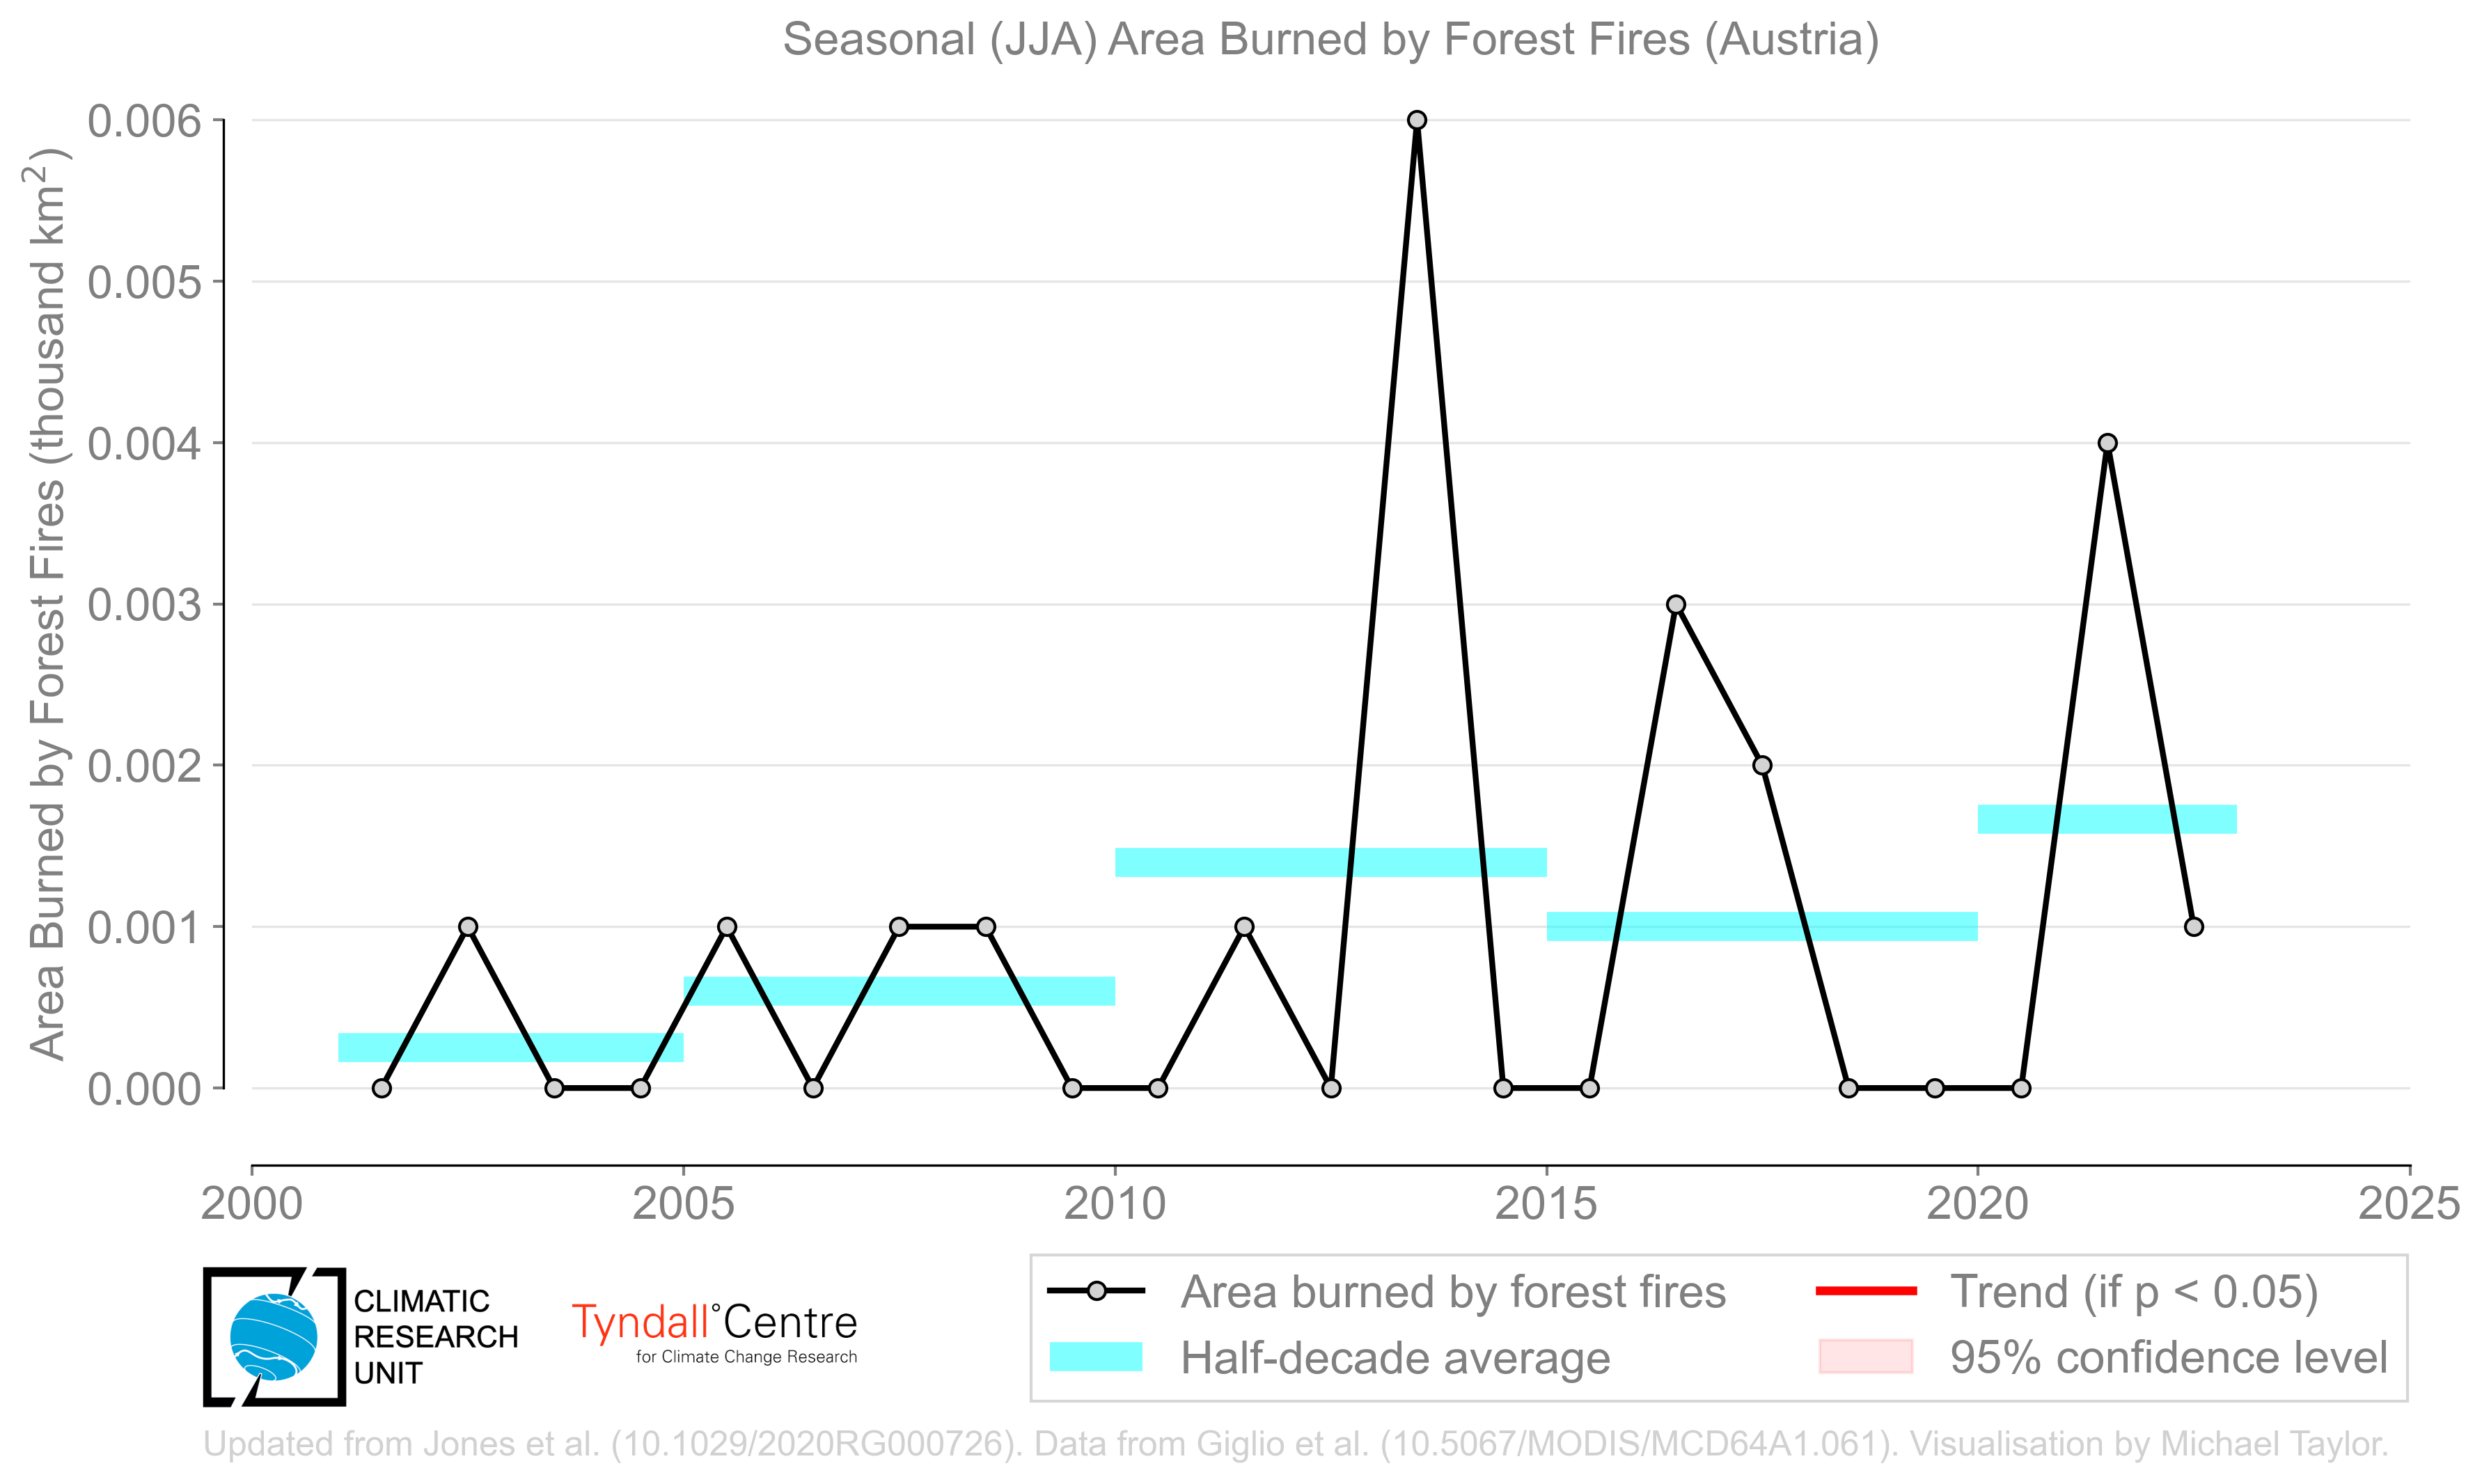 Seasonal (JJA) Area Burned by Forest Fires (Austria)
Area Burned by Forest Fires (thousand km²)
0.006
0.005
0.004
0.003
0.002
0.001
0.000
2000 2005 2010 2015 2020 2025
CLIMATIC
RESEARCH
UNIT
Tyndall°Centre
for Climate Change Research
Area burned by forest fires
Half-decade average
Trend (if p < 0.05)
95% confidence level
Updated from Jones et al. (10.1029/2020RG000726). Data from Giglio et al. (10.5067/MODIS/MCD64A1.061). Visualisation by Michael Taylor.